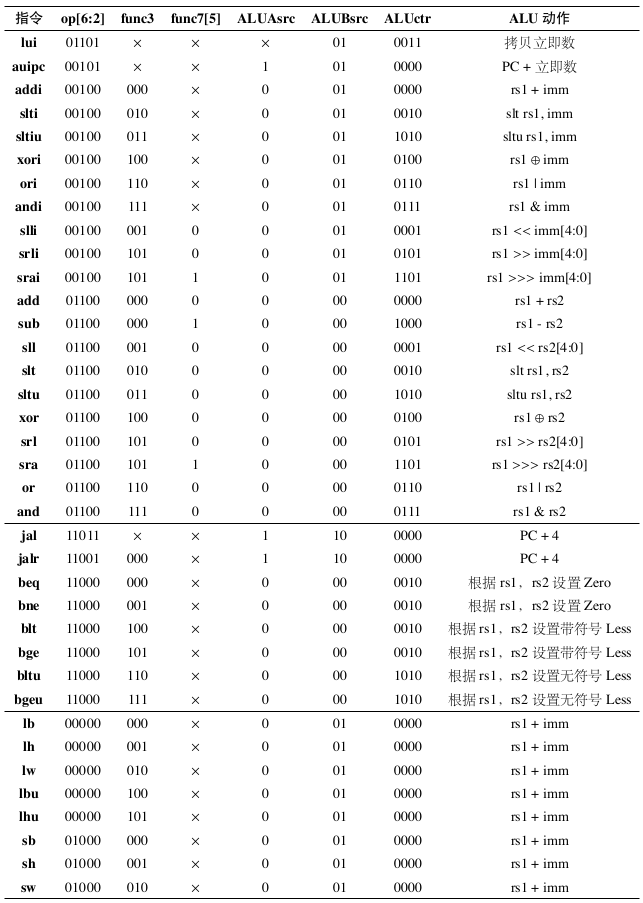 指令 op[6:2] func3 func7[5] ALUAsrc ALUBsrc ALUctr ALU 动作
lui 01101 × × × 01 0011 拷贝立即数
auipc 00101 × × 1 01 0000 PC + 立即数
addi 00100 000 × 0 01 0000 rs1 + imm
slti 00100 010 × 0 01 0010 slt rs1, imm
sltiu 00100 011 × 0 01 1010 sltu rs1, imm
xori 00100 100 × 0 01 0100 rs1 ⊕ imm
ori 00100 110 × 0 01 0110 rs1 | imm
andi 00100 111 × 0 01 0111 rs1 & imm
slli 00100 001 0 0 01 0001 rs1 << imm[4:0]
srli 00100 101 0 0 01 0101 rs1 >> imm[4:0]
srai 00100 101 1 0 01 1101 rs1 >>> imm[4:0]
add 01100 000 0 0 00 0000 rs1 + rs2
sub 01100 000 1 0 00 1000 rs1 - rs2
sll 01100 001 0 0 00 0001 rs1 << rs2[4:0]
slt 01100 010 0 0 00 0010 slt rs1, rs2
sltu 01100 011 0 0 00 1010 sltu rs1, rs2
xor 01100 100 0 0 00 0100 rs1 ⊕ rs2
srl 01100 101 0 0 00 0101 rs1 >> rs2[4:0]
sra 01100 101 1 0 00 1101 rs1 >>> rs2[4:0]
or 01100 110 0 0 00 0110 rs1 | rs2
and 01100 111 0 0 00 0111 rs1 & rs2
jal 11011 × × 1 10 0000 PC + 4
jalr 11001 000 × 1 10 0000 PC + 4
beq 11000 000 × 0 00 0010 根据 rs1，rs2 设置 Zero
bne 11000 001 × 0 00 0010 根据 rs1，rs2 设置 Zero
blt 11000 100 × 0 00 0010 根据 rs1，rs2 设置带符号 Less
bge 11000 101 × 0 00 0010 根据 rs1，rs2 设置带符号 Less
bltu 11000 110 × 0 00 1010 根据 rs1，rs2 设置无符号 Less
bgeu 11000 111 × 0 00 1010 根据 rs1，rs2 设置无符号 Less
lb 00000 000 × 0 01 0000 rs1 + imm
lh 00000 001 × 0 01 0000 rs1 + imm
lw 00000 010 × 0 01 0000 rs1 + imm
lbu 00000 100 × 0 01 0000 rs1 + imm
lhu 00000 101 × 0 01 0000 rs1 + imm
sb 01000 000 × 0 01 0000 rs1 + imm
sh 01000 001 × 0 01 0000 rs1 + imm
sw 01000 010 × 0 01 0000 rs1 + imm